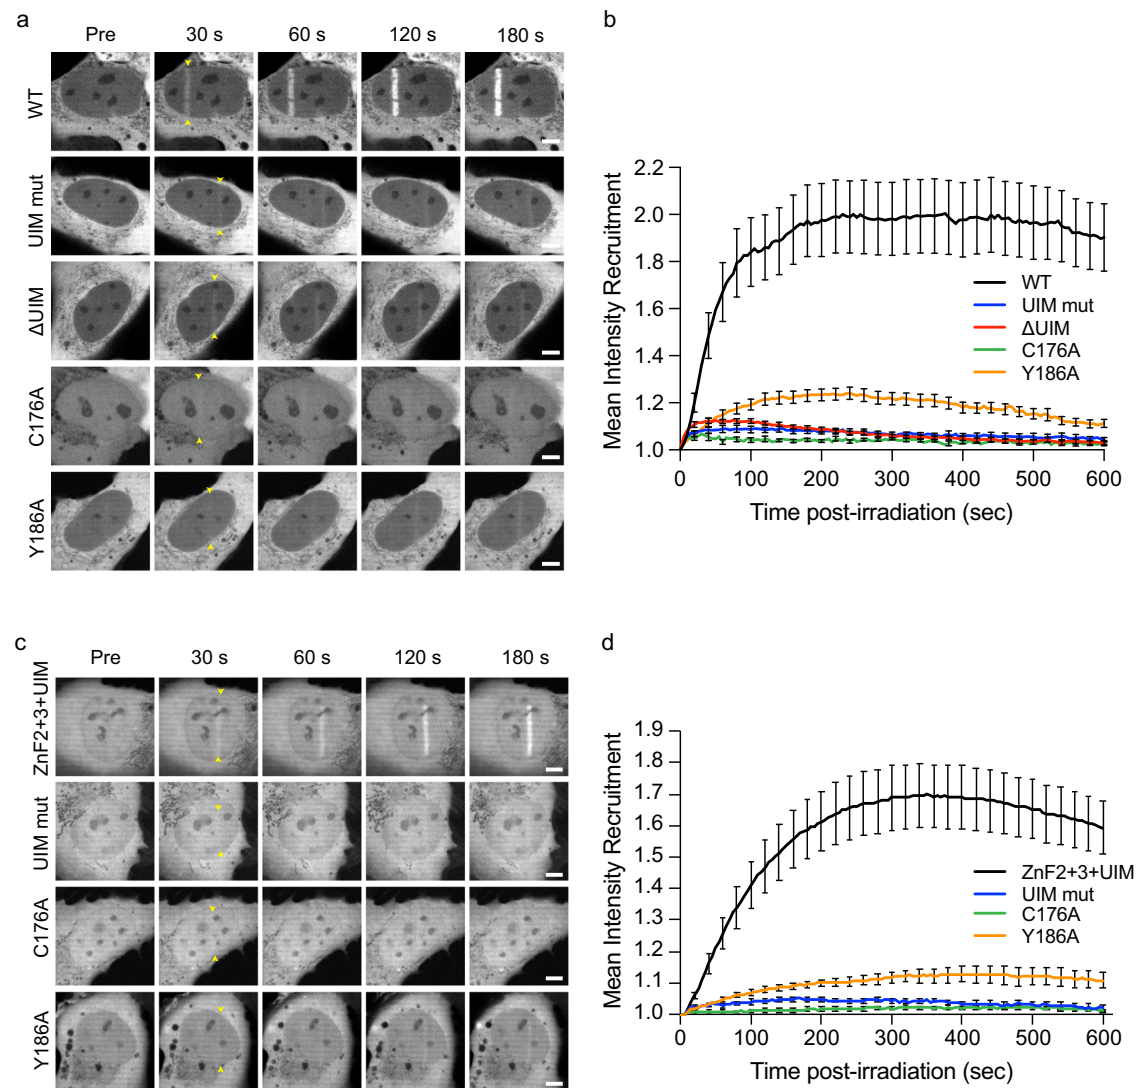 a
Pre 30 s 60 s 120 s 180 s
WT
UIM mut
ΔUIM
C176A
Y186A
b
Mean Intensity Recruitment
2.2
2.0
1.8
1.6
1.4
1.2
1.0
0 100 200 300 400 500 600
Time post-irradiation (sec)
WT
UIM mut
ΔUIM
C176A
Y186A
c
Pre 30 s 60 s 120 s 180 s
ZnF2+3+UIM
UIM mut
C176A
Y186A
d
Mean Intensity Recruitment
1.9
1.8
1.7
1.6
1.5
1.4
1.3
1.2
1.1
1.0
0 100 200 300 400 500 600
Time post-irradiation (sec)
ZnF2+3+UIM
UIM mut
C176A
Y186A